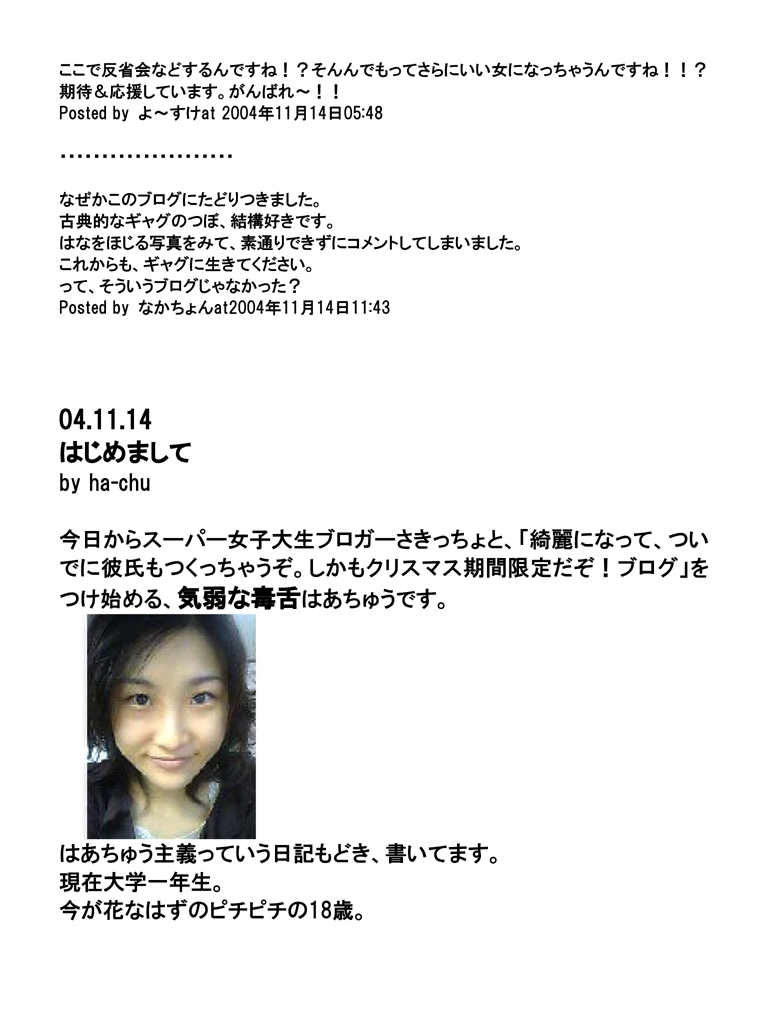 ここで反省会などするんですね！？そんんでもってさらにいい女になっちゃうんですね！！？
期待＆応援しています。がんばれ～！！
Posted by よ～すけat 2004年11月14日05:48
・・・・・・・・・・・・・・・・・・・・・
なぜかこのブログにたどりつきました。
古典的なギャグのつぼ、結構好きです。
はなをほじる写真をみて、素通りできずにコメントしてしまいました。
これからも、ギャグに生きてください。
って、そういうブログじゃなかった？
Posted by なかちょんat2004年11月14日11:43
04.11.14
はじめまして
by ha-chu
今日からスーパー女子大生ブロガーさきっちょと、「綺麗になって、つい
でに彼氏もつくっちゃうぞ。しかもクリスマス期間限定だぞ！ブログ」を
つけ始める、気弱な毒舌はあちゅうです。
はあちゅう主義っていう日記もどき、書いてます。
現在大学一年生。
今が花なはずのピチピチの18歳。